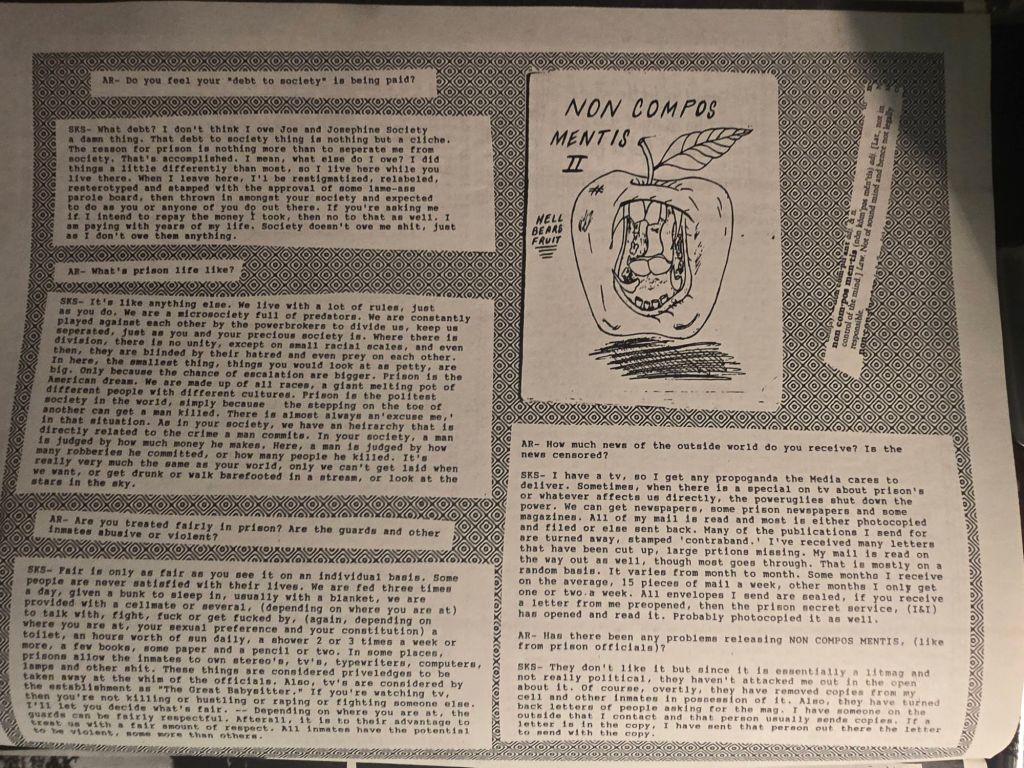 AR- Do you feel your "debt to society" is being paid?
SKS- What debt? I don't think I owe Joe and Josephine Society
a damn thing. That debt to society thing is nothing but a cliche.
The reason for prison is nothing more than to seperate me from
society. That's accomplished. I mean, what else do I owe? I did
things a little differently than most, so I live here while you
live there. When I leave here, I'll be restigmatized, relabeled,
resterotyped and stamped with the approval of some lame-ass
parole board, then thrown in amongst your society and expected
to do as you or anyone of you do out there. If you're asking me
if I intend to repay the money I took, then no to that as well. I
am paying with years of my life. Society doesn't owe me shit, just
as I don't owe them anything.
AR- What's prison life like?
SKS- It's like anything else. We live with a lot of rules, just
as you do. We are a microsociety full of predators. We are constantly
played against each other by the powerbrokers to divide us, keep us
seperated, just as you and your precious society is. Where there is
division, there is no unity, except on small racial scales, and even
then, they are blinded by their hatred and even prey on each other.
In here, the smallest thing, things you would look at as petty, are
big. Only because the chance of escalation are bigger. Prison is the
American dream. We are made up of all races, a giant melting pot of
different people with different cultures. Prison is the politest
society in the world, simply because the stepping on the toe of
another can get a man killed. There is almost always an'excuse me,'
in that situation. As in your society, we have an heirarchy that is
directly related to the crime a man commits. In your society, a man
is judged by how much money he makes. Here, a man is judged by how
many robberies he committed, or how many people he killed. It's
really very much the same as your world, only we can't get laid when
we want, or get drunk or walk barefooted in a stream, or look at the
stars in the sky.
AR- Are you treated fairly in prison? Are the guards and other
inmates abusive or violent?
SKS- Fair is only as fair as you see it on an individual basis. Some
people are never satisfied with their lives. We are fed three times
a day, given a bunk to sleep in, usually with a blanket, we are
provided with a cellmate or several, (depending on where you are at)
to talk with, fight, fuck or get fucked by, (again, depending on
where you are at, your sexual preference and your constitution) a
toilet, an hours worth of sun daily, a shower 2 or 3 times a week or
more, a few books, some paper and a pencil or two. In some places,
prisons allow the inmates to own stereo's, tv's, typewriters, computers,
lamps and other shit. These things are considered priviledges to be
taken away at the whim of the officials. Also, tv's are considered by
the establishment as "The Great Babysitter." If you're watching tv,
then you're not killing or hustling or raping or fighting someone else.
I'll let you decide what's fair. -- Depending on where you are at, the
guards can be fairly respectful. Afterall, it is to their advantage to
treat us with a fair amount of respect. All inmates have the potential
to be violent, some more than others.
NON COMPOS
MENTIS
II
HELL
BEARS
FRUIT
non com·pos men·tis
control of the mind ] Law. Not of sound mind and hence not legally
responsible.
AR- How much news of the outside world do you receive? Is the
news censored?
SKS- I have a tv, so I get any propoganda the Media cares to
deliver. Sometimes, when there is a special on tv about prison's
or whatever affects us directly, the poweruglies shut down the
power. We can get newspapers, some prison newspapers and some
magazines. All of my mail is read and most is either photocopied
and filed or else sent back. Many of the publications I send for
are turned away, stamped 'contraband.' I've received many letters
that have been cut up, large prtions missing. My mail is read on
the way out as well, though most goes through. That is mostly on a
random basis. It varies from month to month. Some months I receive
on the average, 15 pieces of mail a week, other months I only get
one or two a week. All envelopes I send are sealed, if you receive
a letter from me preopened, then the prison secret service, (I&I)
has opened and read it. Probably photocopied it as well.
AR- Has there been any problems releasing NON COMPOS MENTIS, (like
from prison officials)?
SKS- They don't like it but since it is essentially a litmag and
not really political, they haven't attacked me out in the open
about it. Of course, overtly, they have removed copies from my
cell and other inmates in possession of it. Also, they have turned
back letters of people asking for the mag. I have someone on the
outside that I contact and that person usually sends copies. If a
letter is in the copy, I have sent that person out there the letter
to send with the copy.